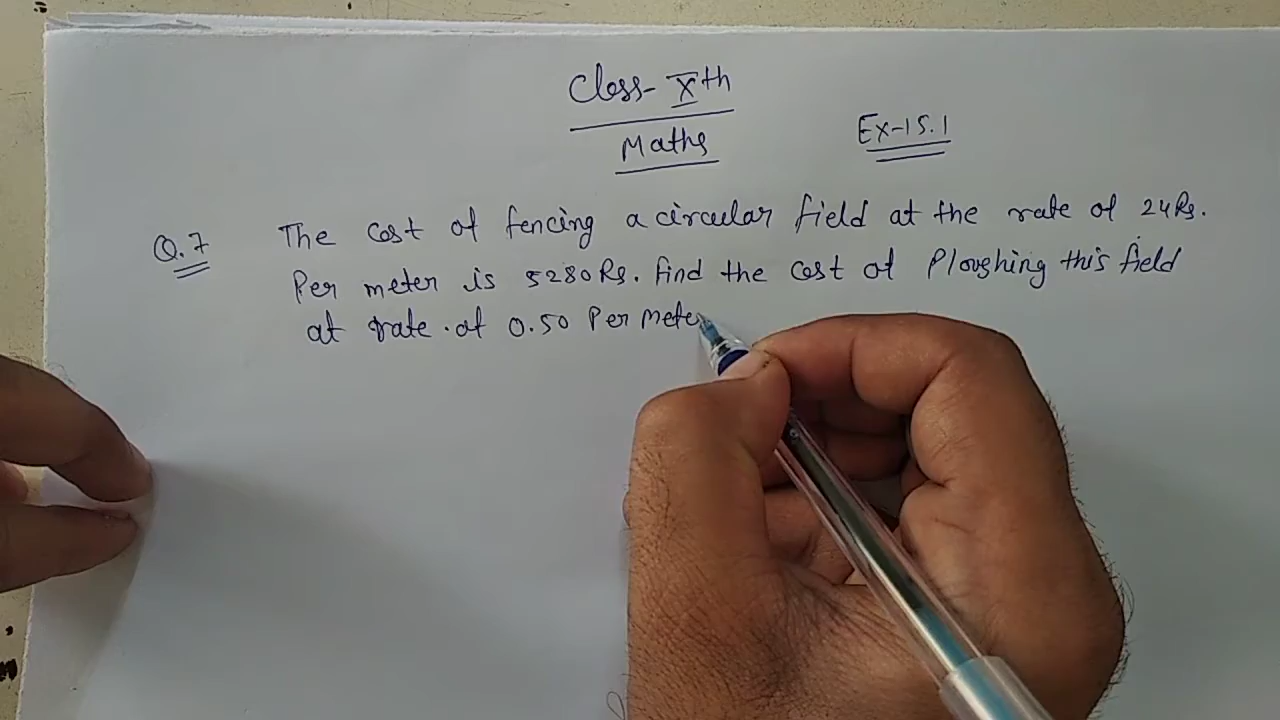 Class- Xth
Maths
Ex-15.1
Q.7 The Cost of fencing a circular field at the rate of 24Rs.
Per meter is 5280Rs. find the cost of Ploughing this field
at rate of 0.50 Per meter